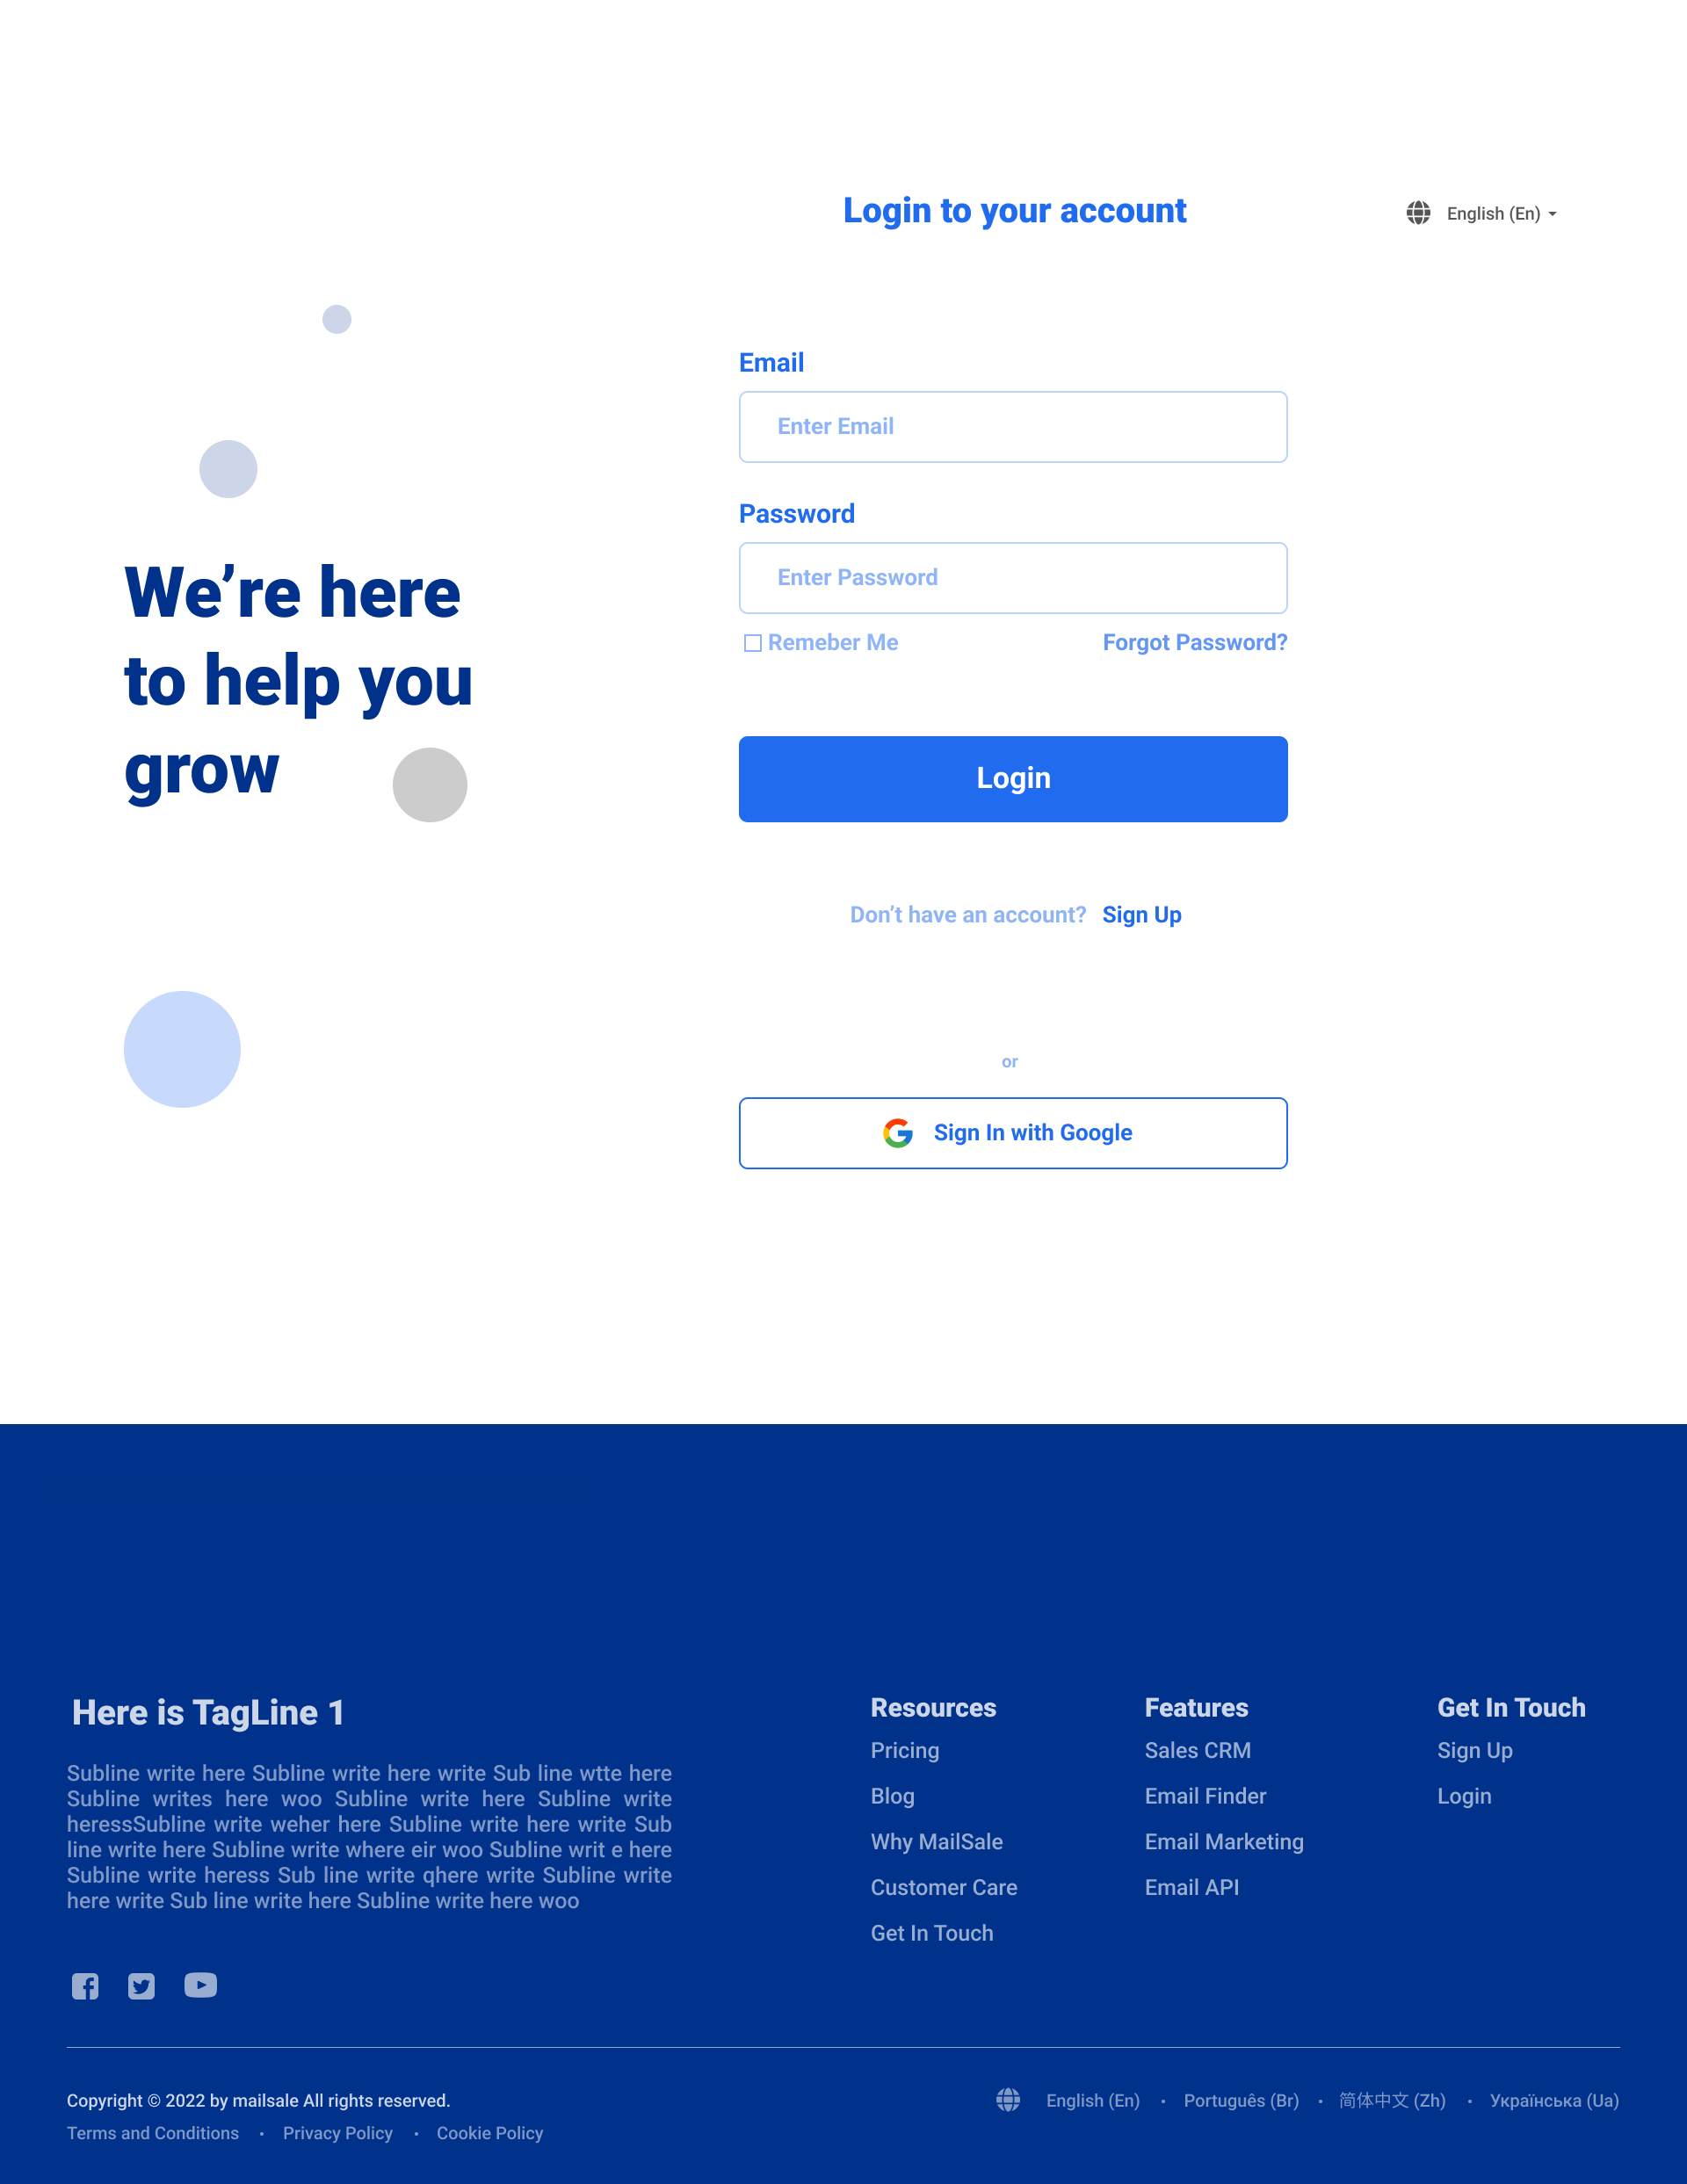 Login to your account
English (En)
We’re here
to help you
grow
Email
Enter Email
Password
Enter Password
Remeber Me
Forgot Password?
Login
Don’t have an account? Sign Up
or
Sign In with Google
Here is TagLine 1
Subline write here Subline write here write Sub line wtte here
Subline writes here woo Subline write here Subline write
heressSubline write weher here Subline write here write Sub
line write here Subline write where eir woo Subline writ e here
Subline write heress Sub line write qhere write Subline write
here write Sub line write here Subline write here woo
Resources
Pricing
Blog
Why MailSale
Customer Care
Get In Touch
Features
Sales CRM
Email Finder
Email Marketing
Email API
Get In Touch
Sign Up
Login
Copyright © 2022 by mailsale All rights reserved.
Terms and Conditions • Privacy Policy • Cookie Policy
English (En) • Português (Br) • 简体中文 (Zh) • Українська (Ua)